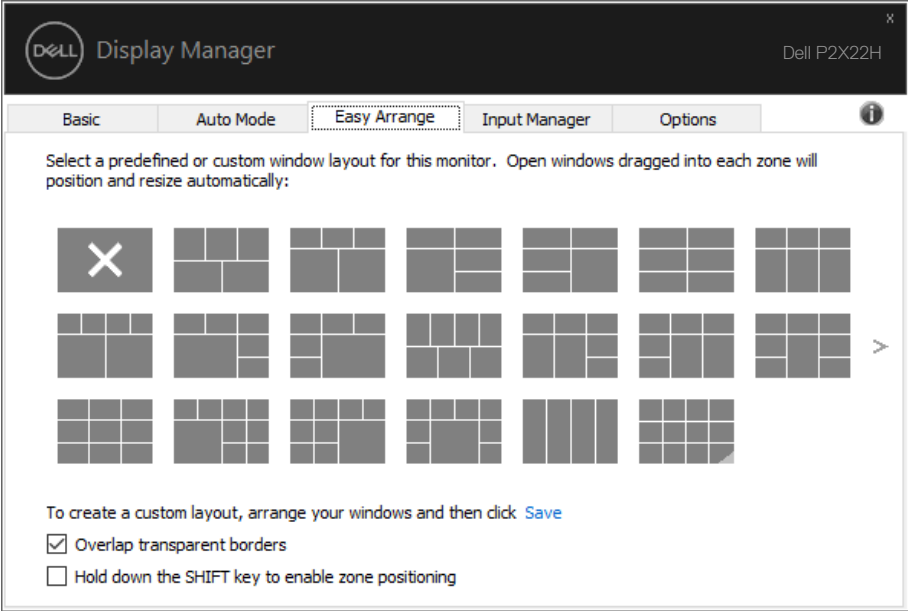 x
DELL Display Manager
Dell P2X22H
Basic Auto Mode Easy Arrange Input Manager Options
Select a predefined or custom window layout for this monitor. Open windows dragged into each zone will
position and resize automatically:
>
To create a custom layout, arrange your windows and then click Save
Overlap transparent borders
Hold down the SHIFT key to enable zone positioning